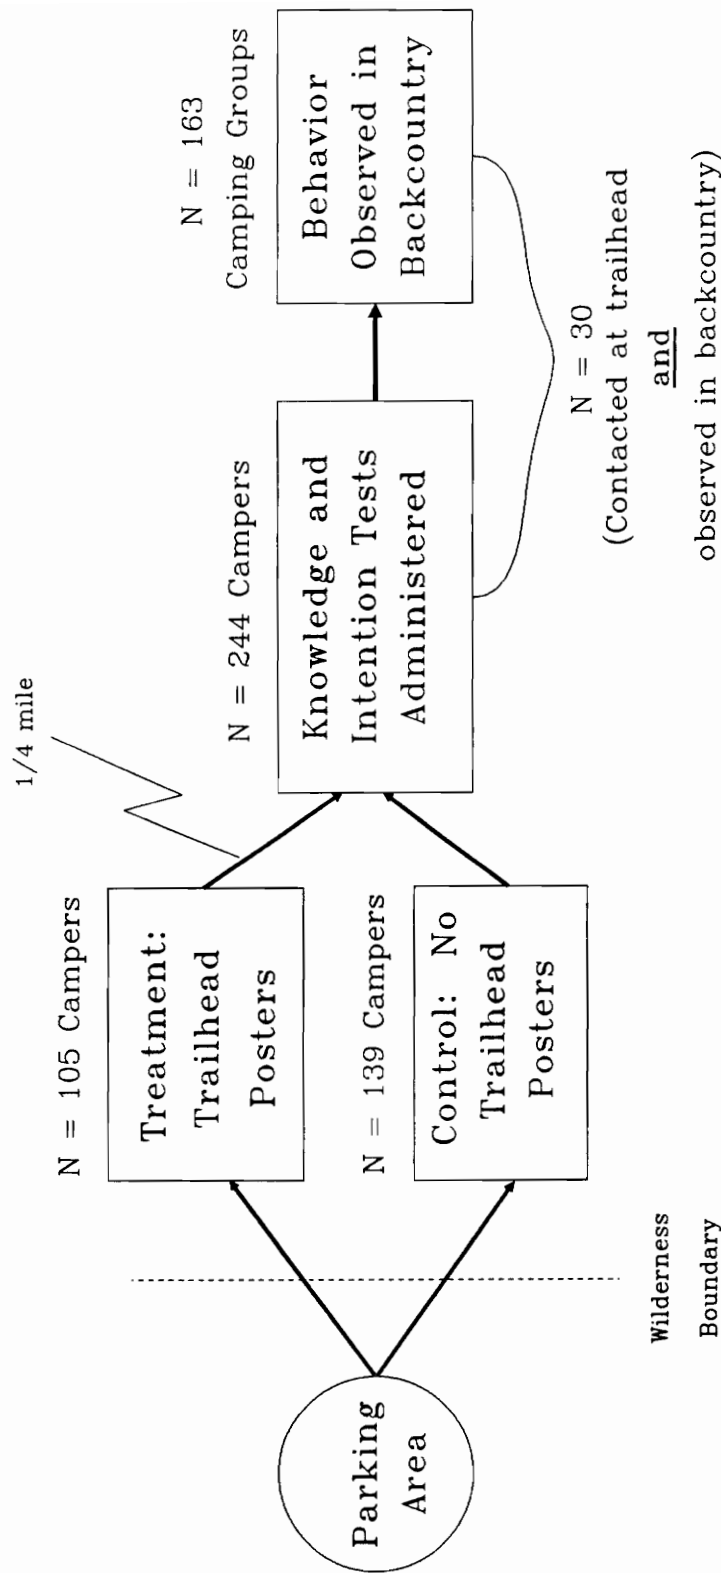 Parking
Area
Wilderness
Boundary
N = 105 Campers
Treatment:
Trailhead
Posters
N = 139 Campers
Control: No
Trailhead
Posters
1/4 mile
N = 244 Campers
Knowledge and
Intention Tests
Administered
N = 163
Camping Groups
Behavior
Observed in
Backcountry
N = 30
(Contacted at trailhead
and
observed in backcountry)